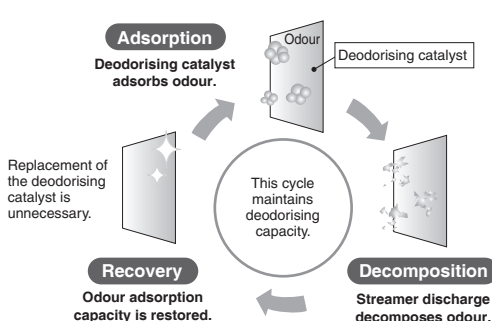 Adsorption
Deodorising catalyst
adsorbs odour.
Odour
Deodorising catalyst
Replacement of
the deodorising
catalyst is
unnecessary.
This cycle
maintains
deodorising
capacity.
Recovery
Odour adsorption
capacity is restored.
Decomposition
Streamer discharge
decomposes odour.